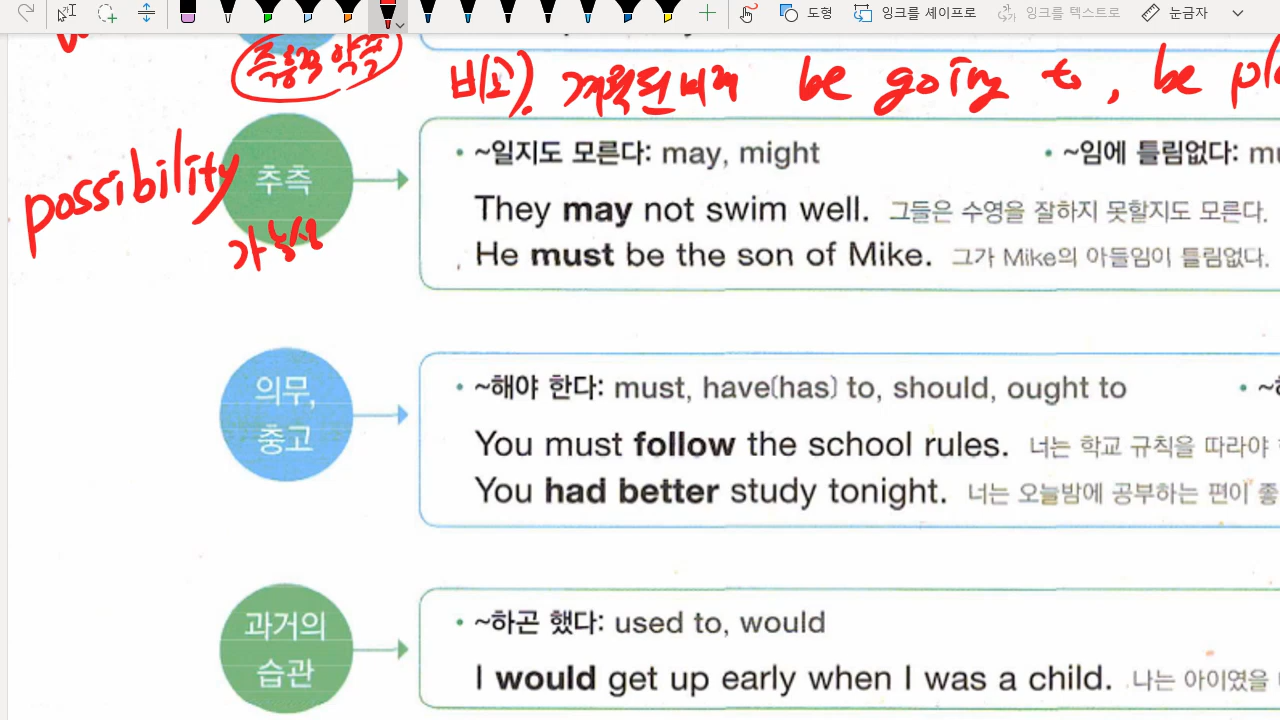 도형 잉크를 셰이프로 잉크를 텍스트로 눈금자
즉흥적 약속
비고). 계획된 미래 be going to, be pl
possibility
추측
가능성
• ~일지도 모른다: may, might • ~임에 틀림없다: mu
They may not swim well. 그들은 수영을 잘하지 못할지도 모른다.
He must be the son of Mike. 그가 Mike의 아들임이 틀림없다.
의무,
충고
• ~해야 한다: must, have(has) to, should, ought to • ~
You must follow the school rules. 너는 학교 규칙을 따라야
You had better study tonight. 너는 오늘밤에 공부하는 편이 좋
과거의
습관
• ~하곤 했다: used to, would
I would get up early when I was a child. 나는 아이였을